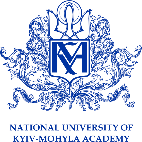 NATIONAL UNIVERSITY OF
KYIV-MOHYLA ACADEMY